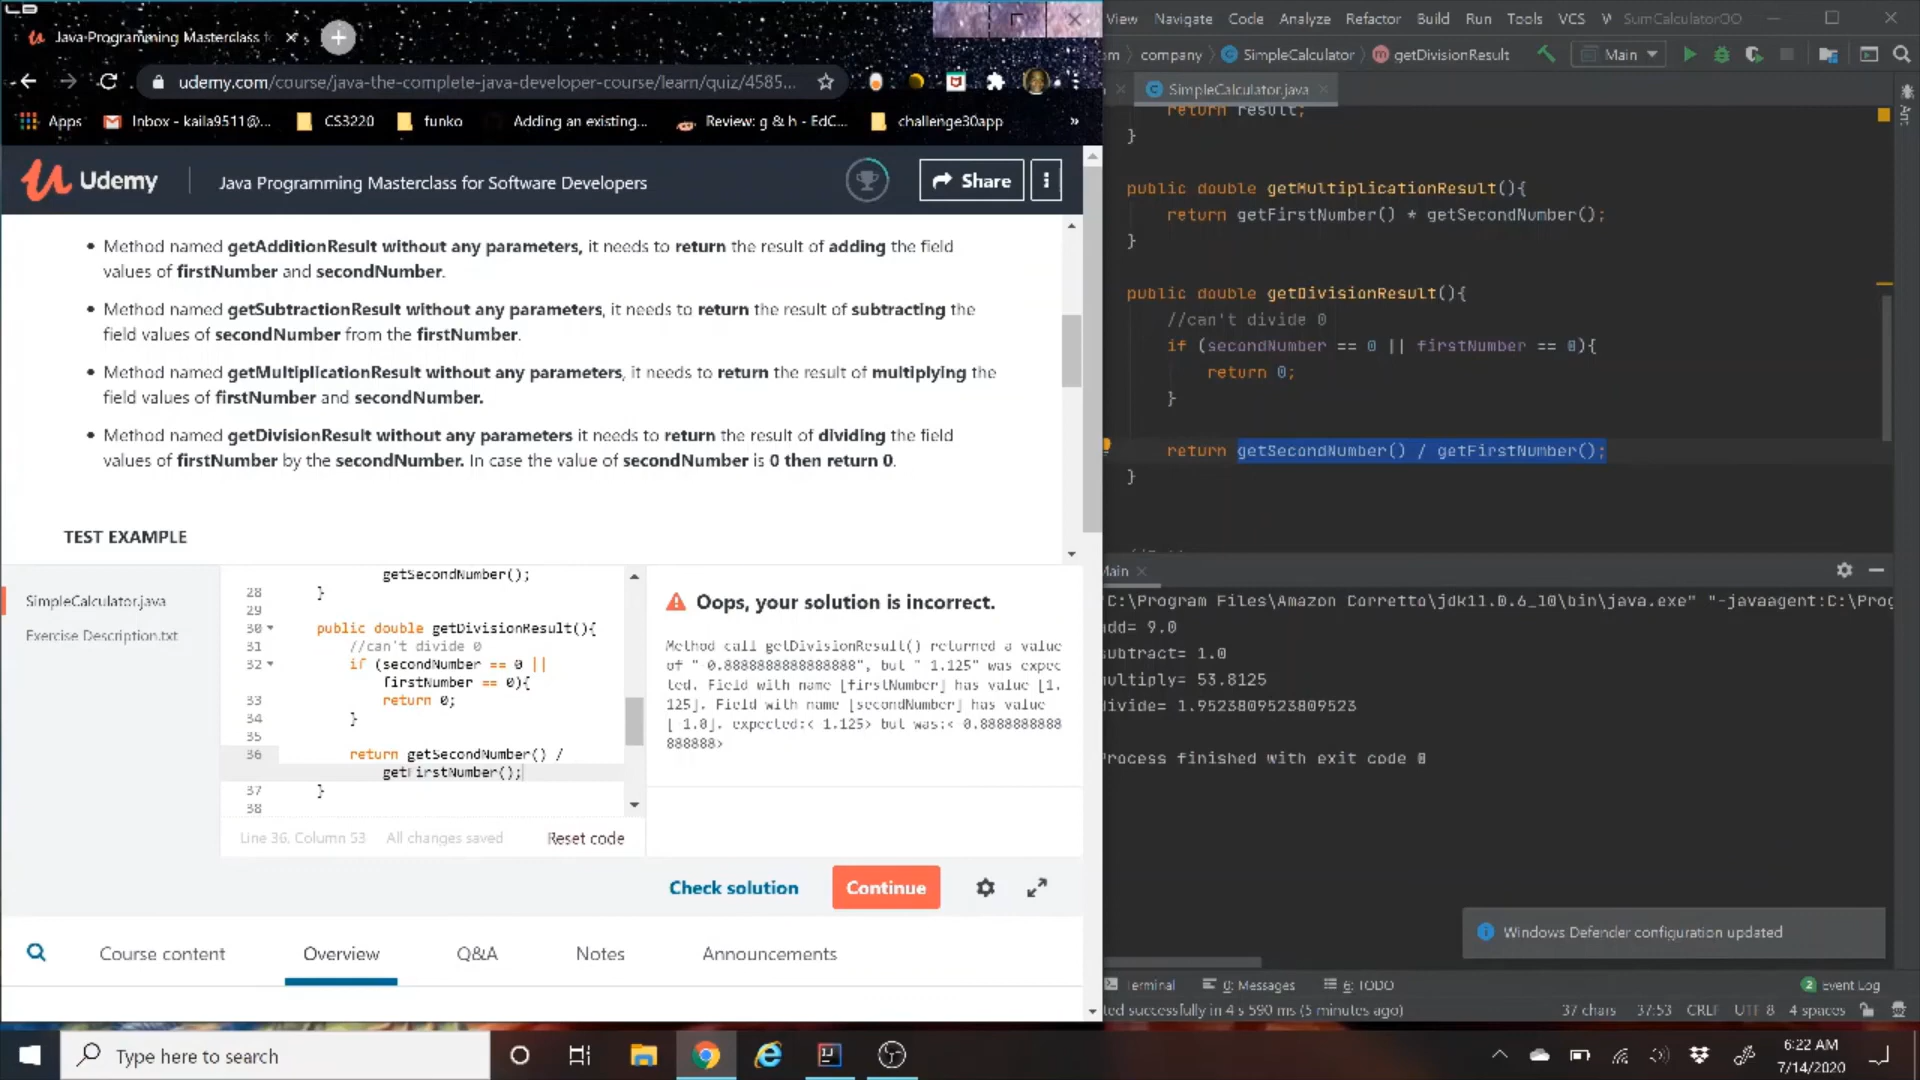 Java Programming Masterclass f
udemy.com/course/java-the-complete-java-developer-course/learn/quiz/4585...
Apps
Inbox - kaila9511@...
CS3220
funko
Adding an existing...
Review: g & h - EdC...
challenge30app
»
Udemy
Java Programming Masterclass for Software Developers
Share
Method named getAdditionResult without any parameters, it needs to return the result of adding the field
values of firstNumber and secondNumber.
Method named getSubtractionResult without any parameters, it needs to return the result of subtracting the
field values of secondNumber from the firstNumber.
Method named getMultiplicationResult without any parameters, it needs to return the result of multiplying the
field values of firstNumber and secondNumber.
Method named getDivisionResult without any parameters it needs to return the result of dividing the field
values of firstNumber by the secondNumber. In case the value of secondNumber is 0 then return 0.
TEST EXAMPLE
SimpleCalculator.java
Exercise Description.txt
getSecondNumber();
28 }
29
30 public double getDivisionResult(){
31 //can't divide 0
32 if (secondNumber == 0 ||
firstNumber == 0){
33 return 0;
34 }
35
36 return getSecondNumber() /
getFirstNumber();
37 }
38
Line 36, Column 53
All changes saved
Reset code
Oops, your solution is incorrect.
Method call getDivisionResult() returned a value
of "-0.8888888888888888", but "-1.125" was expec
ted. Field with name [firstNumber] has value [1.
125]. Field with name [secondNumber] has value
[-1.0]. expected:<-1.125> but was:<-0.8888888888
888888>
Check solution
Continue
Course content
Overview
Q&A
Notes
Announcements
View Navigate Code Analyze Refactor Build Run Tools VCS W SumCalculatorOO
om
company
SimpleCalculator
getDivisionResult
Main
SimpleCalculator.java
return result;
}
public double getMultiplicationResult(){
return getFirstNumber() * getSecondNumber();
}
public double getDivisionResult(){
//can't divide 0
if (secondNumber == 0 || firstNumber == 0){
return 0;
}
return getSecondNumber() / getFirstNumber();
}
Main
C:\Program Files\Amazon Corretto\jdk11.0.6_10\bin\java.exe" "-javaagent:C:\Prog
add= 9.0
subtract= 1.0
multiply= 53.8125
divide= 1.9523809523809523
Process finished with exit code 0
Windows Defender configuration updated
Terminal
0: Messages
6: TODO
2 Event Log
ted successfully in 4 s 590 ms (5 minutes ago)
37 chars
37:53
CRLF
UTF 8
4 spaces
Type here to search
6:22 AM
7/14/2020